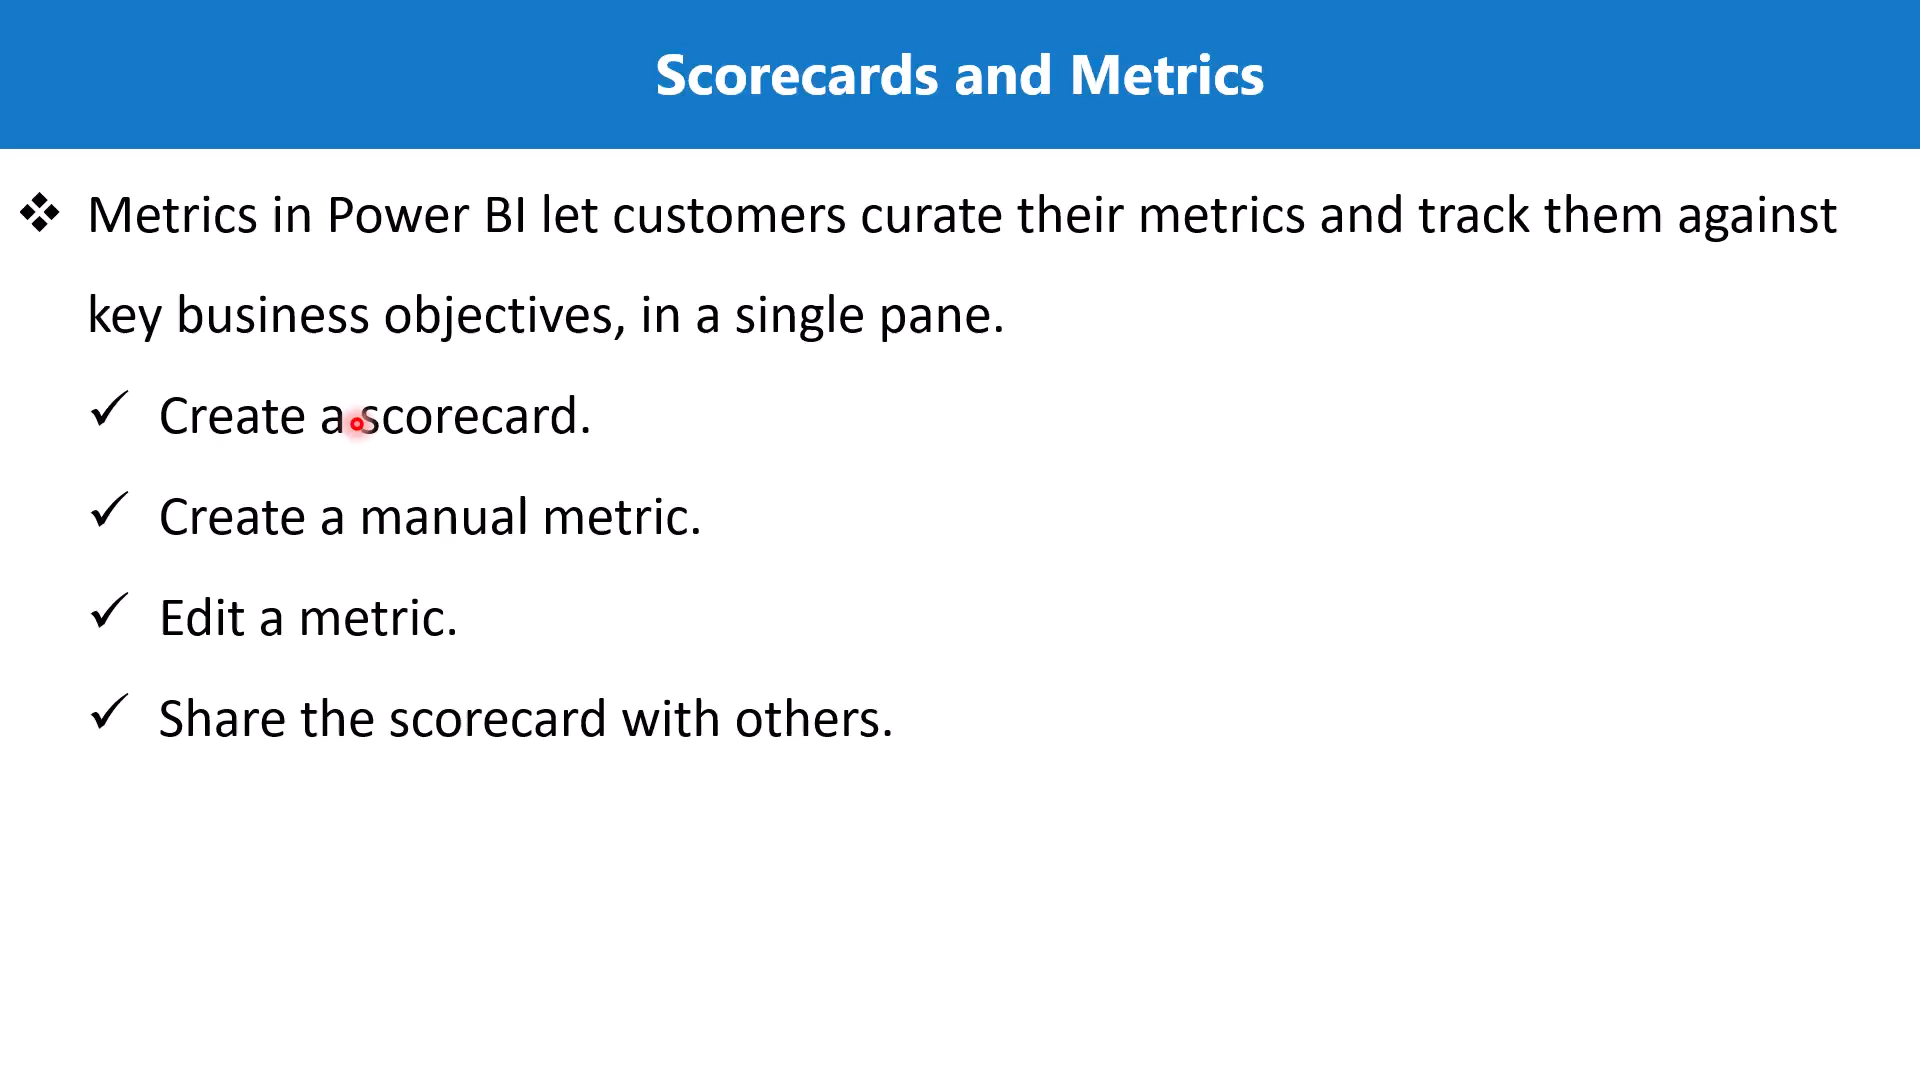 Scorecards and Metrics
❖ Metrics in Power BI let customers curate their metrics and track them against
key business objectives, in a single pane.
✓ Create a scorecard.
✓ Create a manual metric.
✓ Edit a metric.
✓ Share the scorecard with others.